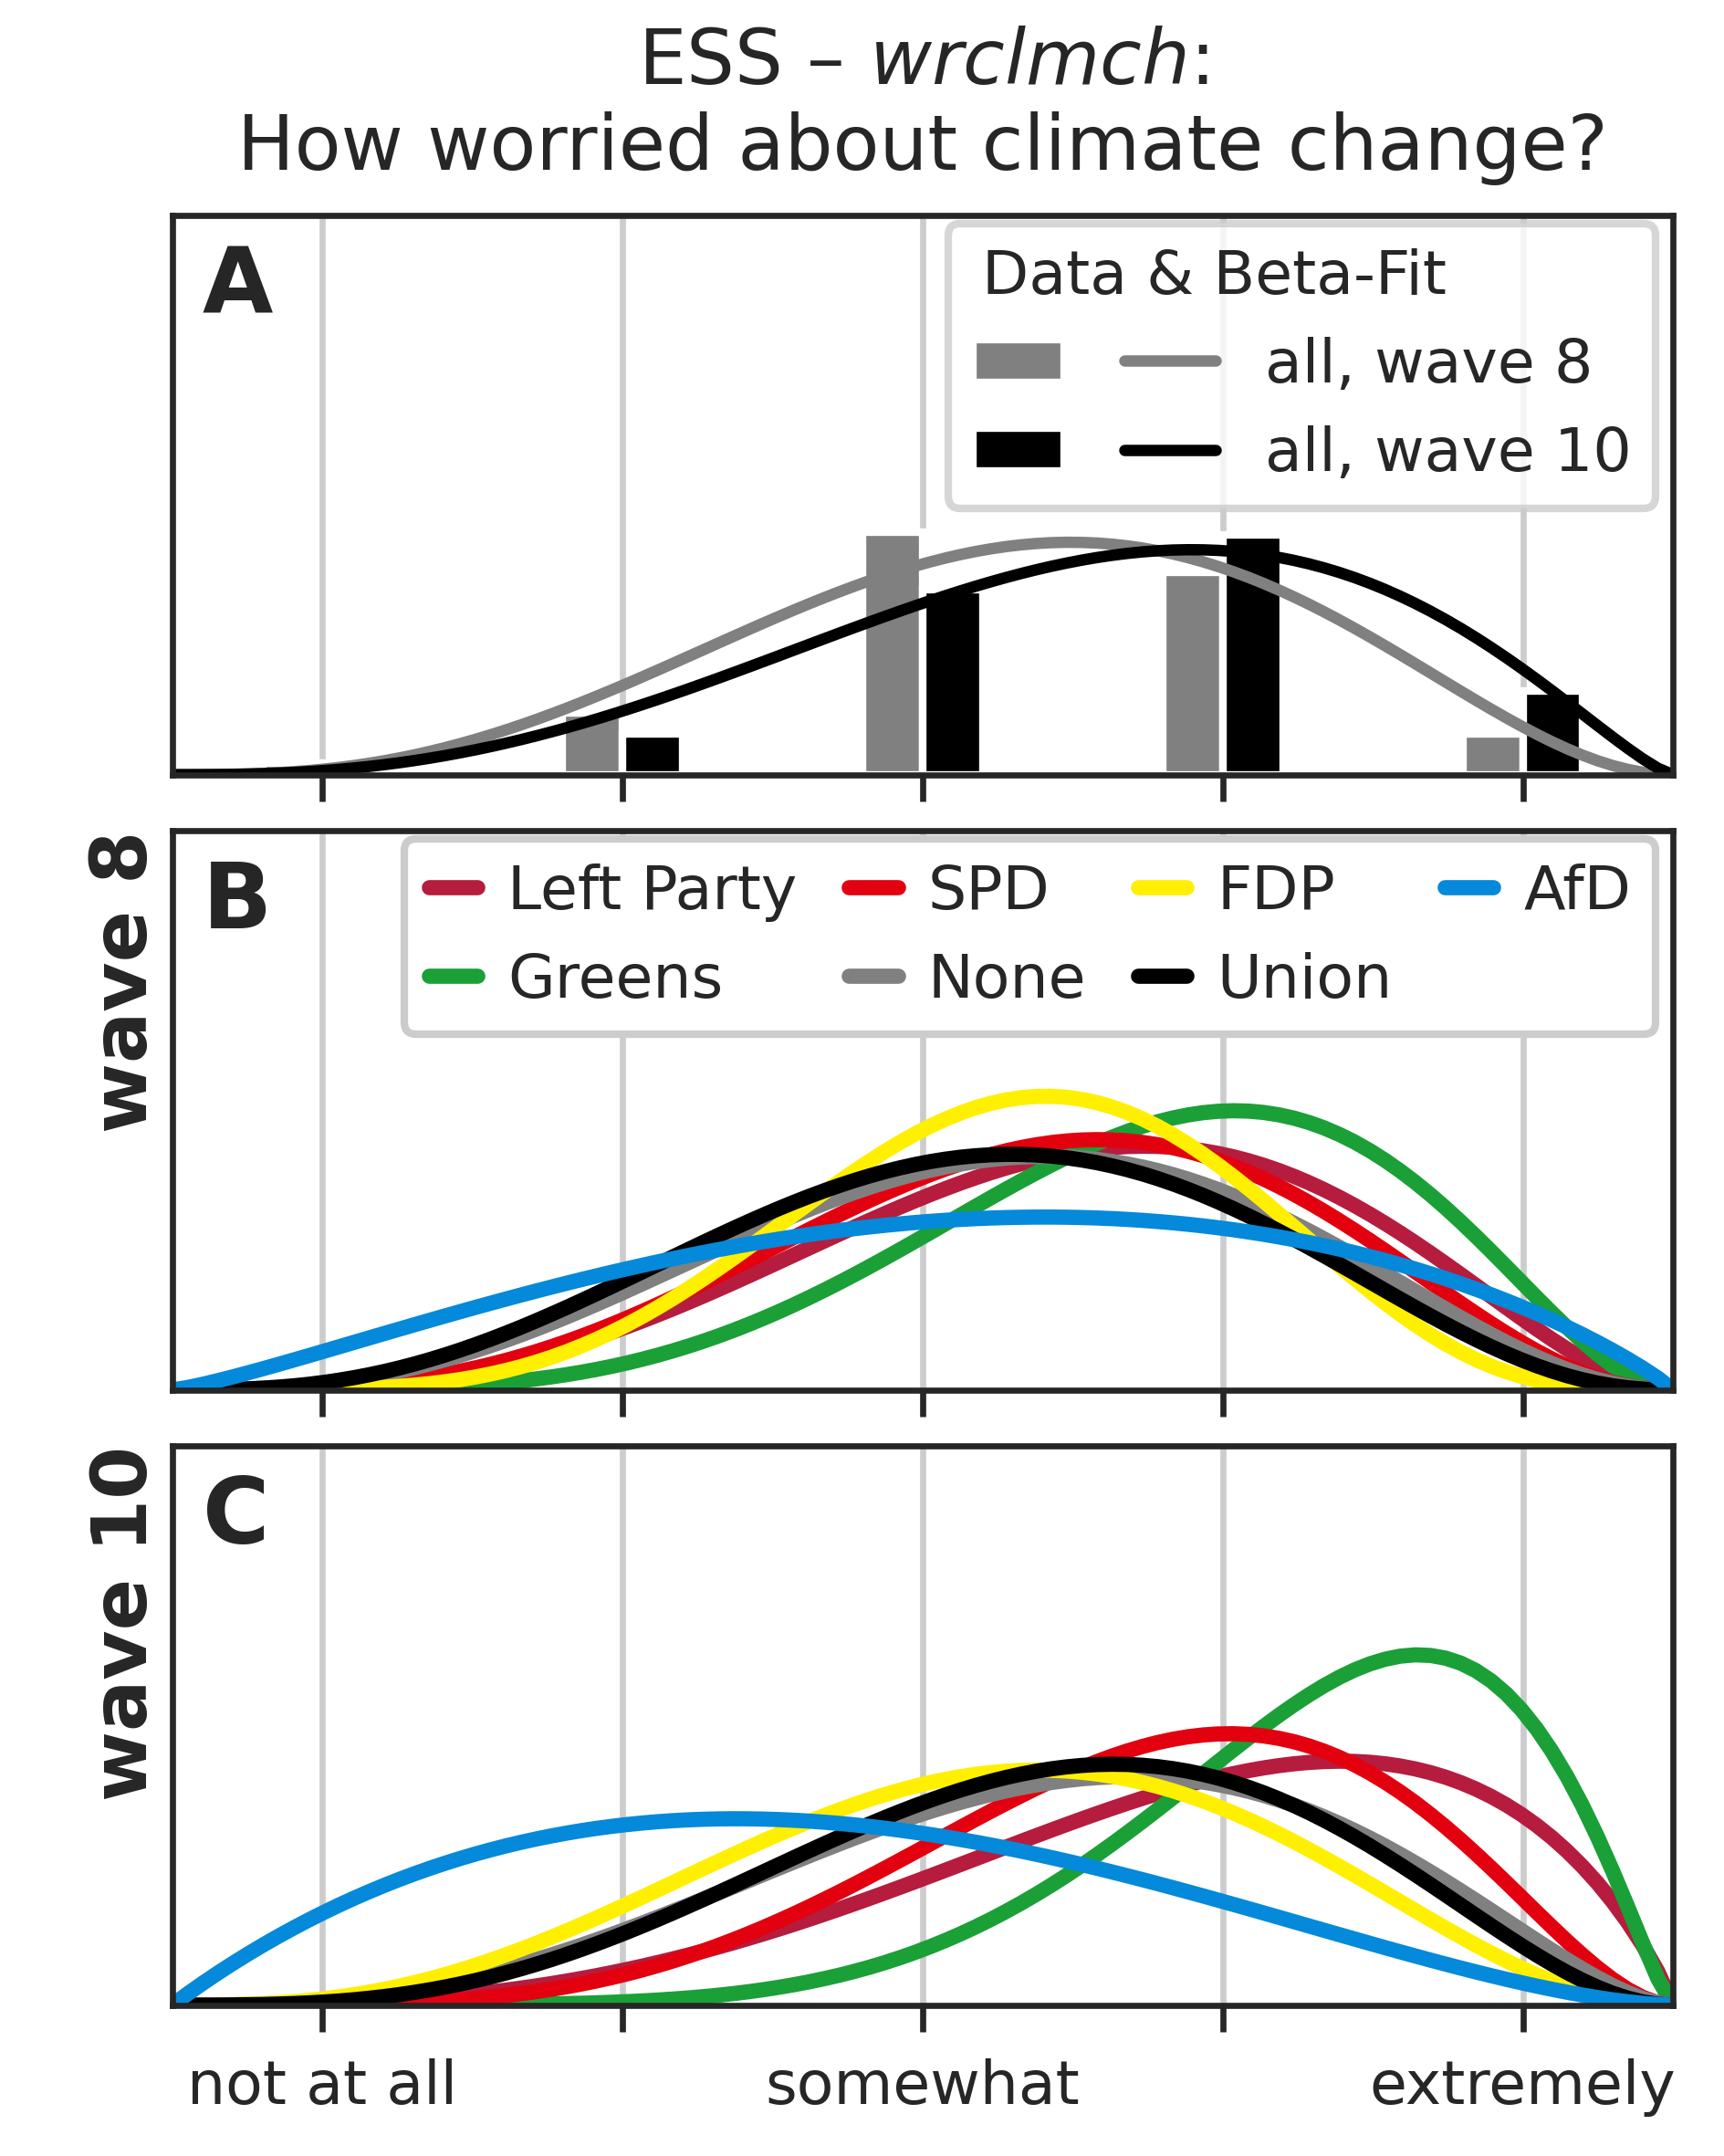 ESS – wrclmch:
How worried about climate change?
A
Data & Beta-Fit
all, wave 8
all, wave 10
wave 8
B
Left Party SPD FDP AfD
Greens None Union
wave 10
C
not at all somewhat extremely